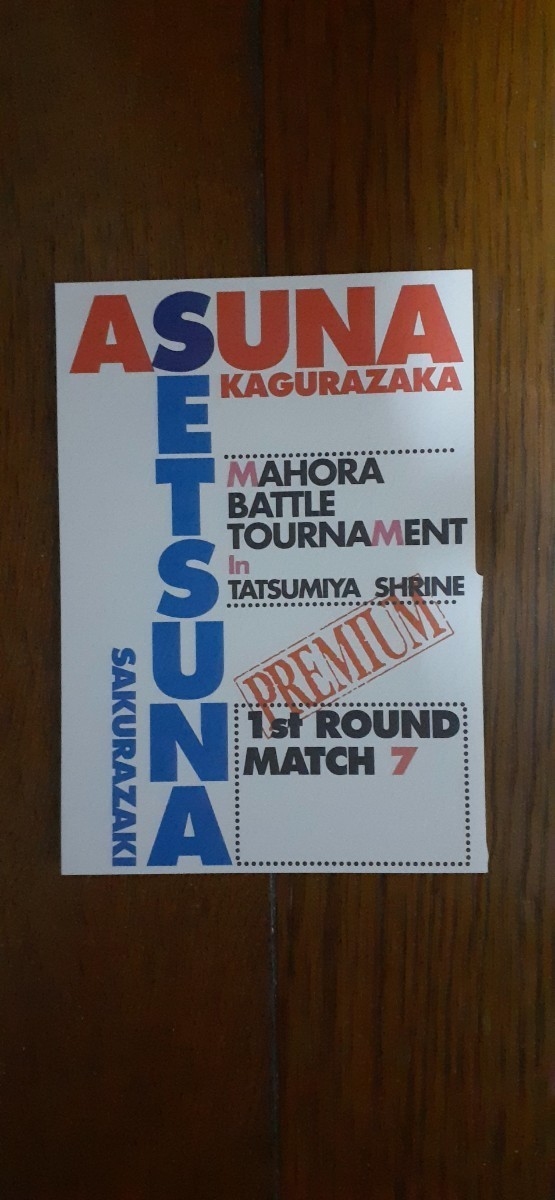 ASUNA
KAGURAZAKA
SETSUNA
SAKURAZAKI
MAHORA
BATTLE
TOURNAMENT
In
TATSUMIYA SHRINE
PREMIUM
1st ROUND
MATCH 7